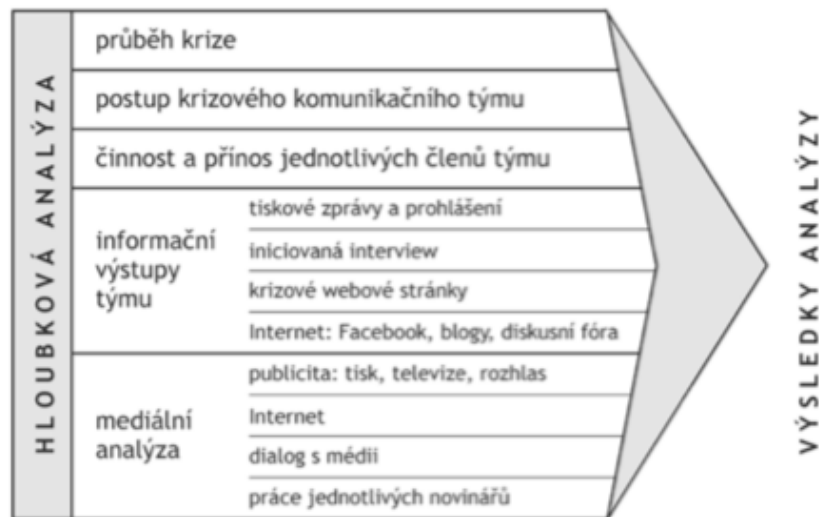 HLOUBKOVÁ ANALÝZA
průběh krize
postup krizového komunikačního týmu
činnost a přínos jednotlivých členů týmu
informační
výstupy
týmu
tiskové zprávy a prohlášení
iniciovaná interview
krizové webové stránky
Internet: Facebook, blogy, diskusní fóra
mediální
analýza
publicita: tisk, televize, rozhlas
Internet
dialog s médii
práce jednotlivých novinářů
VÝSLEDKY ANALÝZY